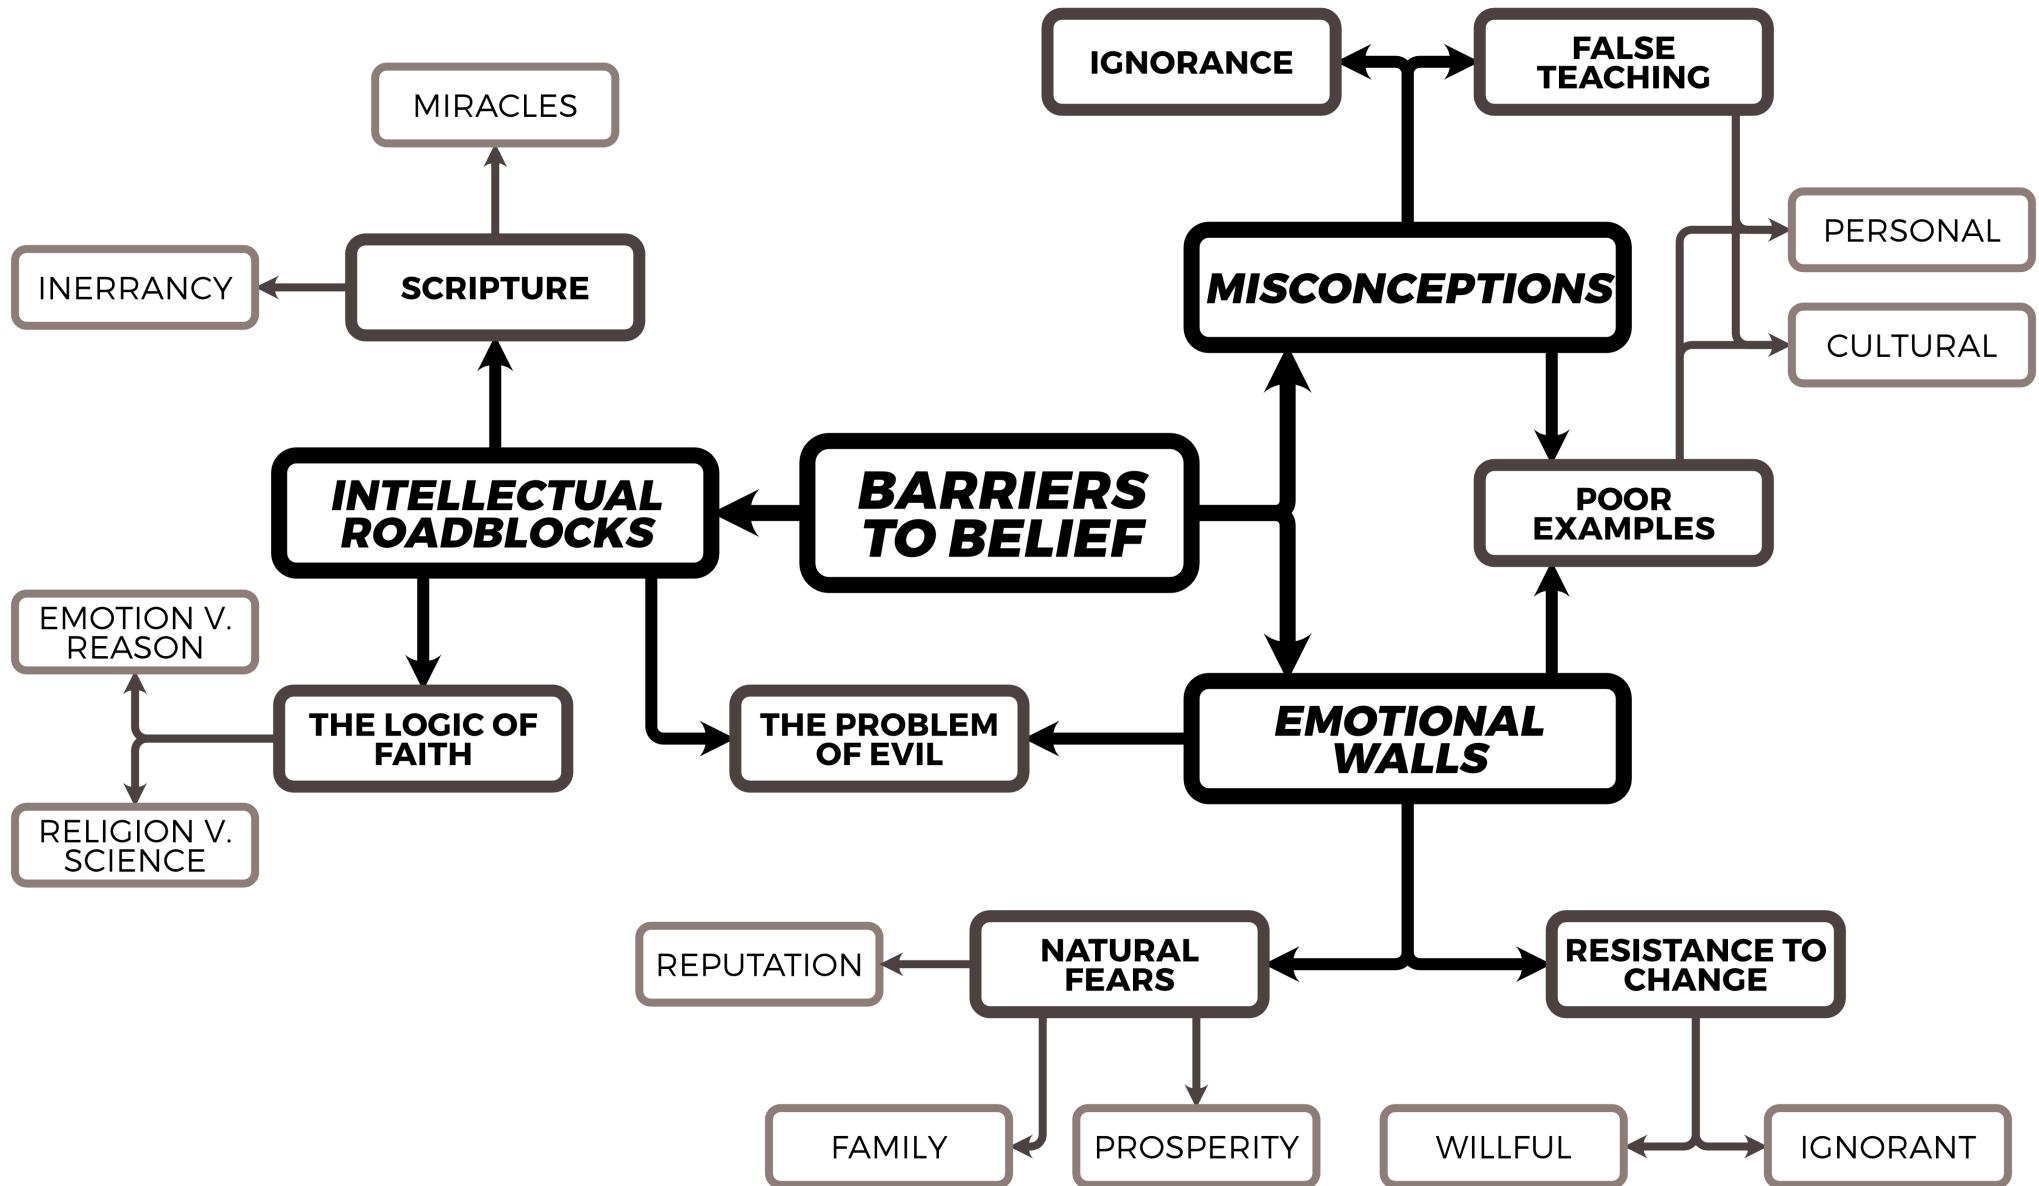 IGNORANCE
FALSE
TEACHING
MIRACLES
PERSONAL
INERRANCY
SCRIPTURE
MISCONCEPTIONS
CULTURAL
INTELLECTUAL
ROADBLOCKS
BARRIERS
TO BELIEF
POOR
EXAMPLES
EMOTION V.
REASON
THE LOGIC OF
FAITH
THE PROBLEM
OF EVIL
EMOTIONAL
WALLS
RELIGION V.
SCIENCE
REPUTATION
NATURAL
FEARS
RESISTANCE TO
CHANGE
FAMILY
PROSPERITY
WILLFUL
IGNORANT